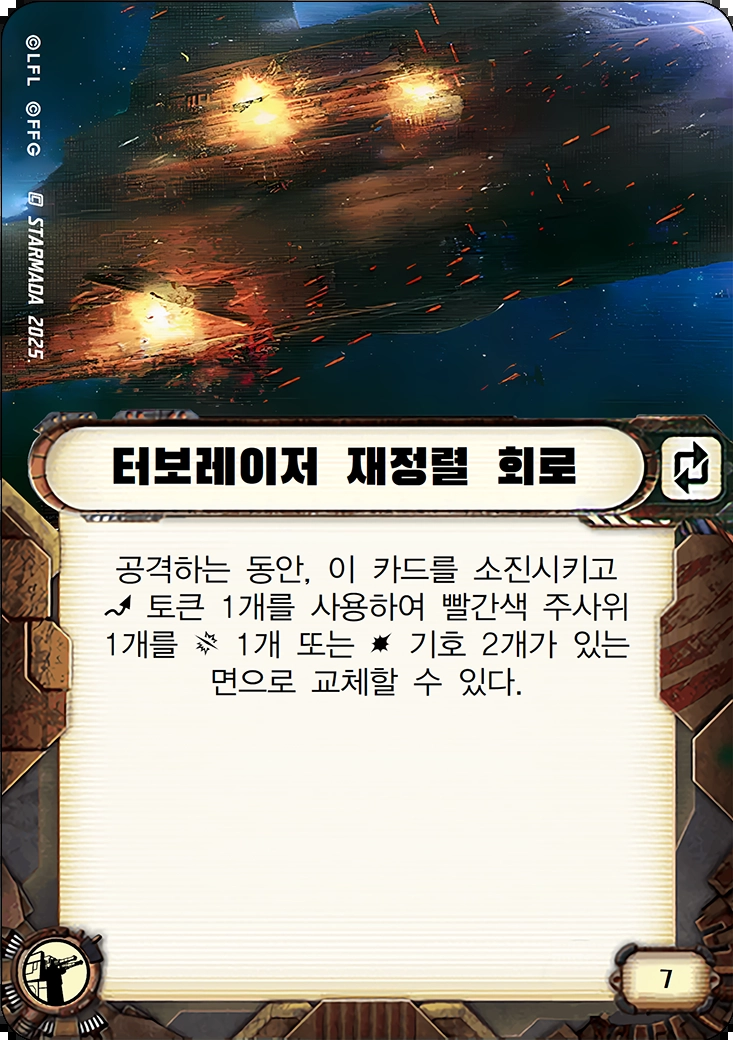 ©LFL ©FFG
STARMADA 2025.
터보레이저 재정렬 회로
공격하는 동안, 이 카드를 소진시키고
토큰 1개를 사용하여 빨간색 주사위
1개를 1개 또는 기호 2개가 있는
면으로 교체할 수 있다.
7